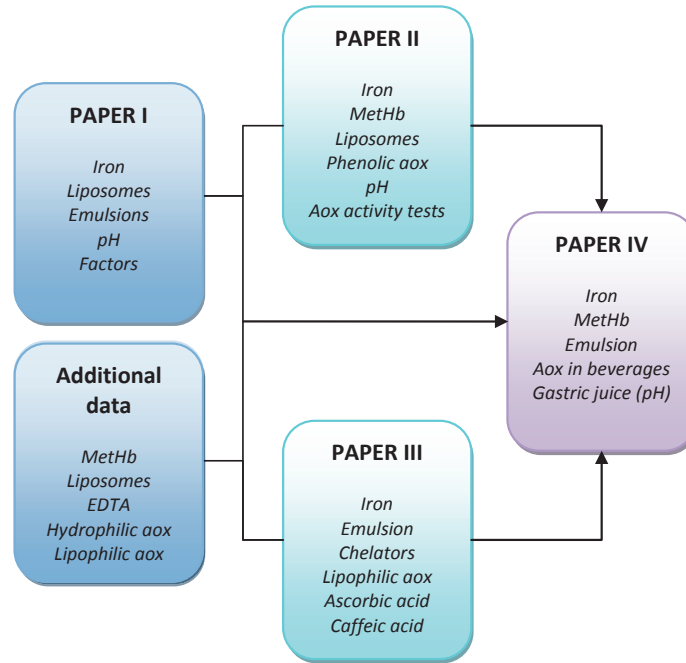 PAPER I
Iron
Liposomes
Emulsions
pH
Factors
Additional
data
MetHb
Liposomes
EDTA
Hydrophilic aox
Lipophilic aox
PAPER II
Iron
MetHb
Liposomes
Phenolic aox
pH
Aox activity tests
PAPER III
Iron
Emulsion
Chelators
Lipophilic aox
Ascorbic acid
Caffeic acid
PAPER IV
Iron
MetHb
Emulsion
Aox in beverages
Gastric juice (pH)